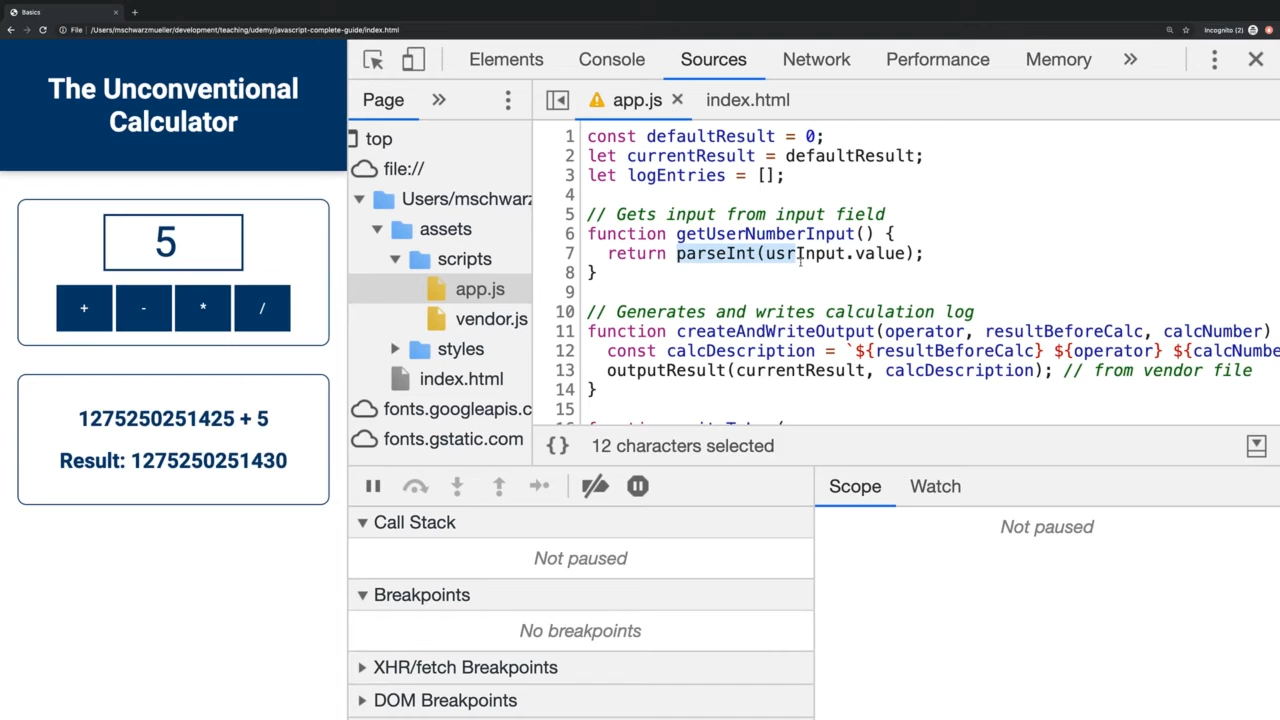 Basics
File /Users/mschwarzmueller/development/teaching/udemy/javascript-complete-guide/index.html
Incognito (2)
The Unconventional
Calculator
5
+ - * /
1275250251425 + 5
Result: 1275250251430
Elements Console Sources Network Performance Memory
Page
app.js index.html
top
file://
Users/mschwarz
assets
scripts
app.js
vendor.js
styles
index.html
fonts.googleapis.c
fonts.gstatic.com
1 const defaultResult = 0;
2 let currentResult = defaultResult;
3 let logEntries = [];
4
5 // Gets input from input field
6 function getUserNumberInput() {
7 return parseInt(usrInput.value);
8 }
9
10 // Generates and writes calculation log
11 function createAndWriteOutput(operator, resultBeforeCalc, calcNumber)
12 const calcDescription = `${resultBeforeCalc} ${operator} ${calcNumbe
13 outputResult(currentResult, calcDescription); // from vendor file
14 }
15
{} 12 characters selected
Scope Watch
Call Stack
Not paused
Not paused
Breakpoints
No breakpoints
XHR/fetch Breakpoints
DOM Breakpoints